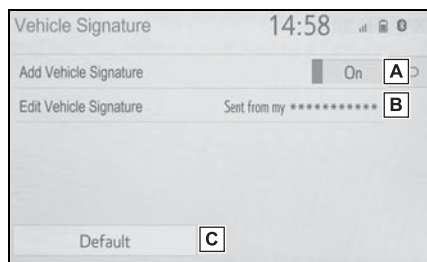 Vehicle Signature 14:58
Add Vehicle Signature On A
Edit Vehicle Signature Sent from my *********** B
Default C